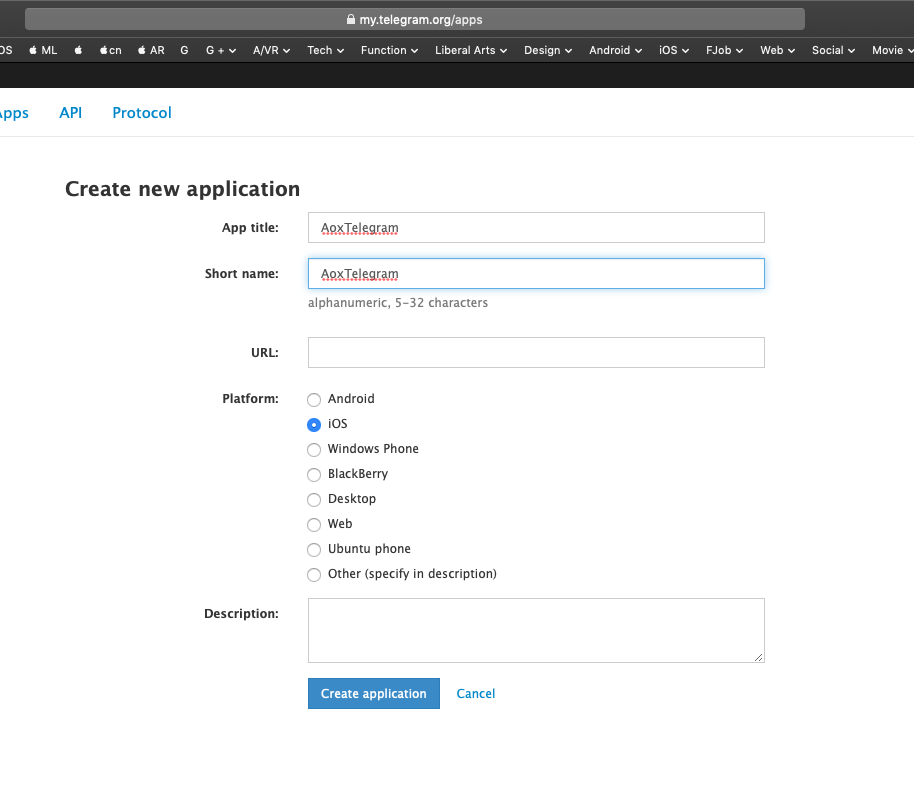 my.telegram.org/apps
OS ML cn AR G G + A/VR Tech Function Liberal Arts Design Android iOS FJob Web Social Movie
Apps API Protocol
Create new application
App title: AoxTelegram
Short name: AoxTelegram
alphanumeric, 5–32 characters
URL:
Platform: Android
iOS
Windows Phone
BlackBerry
Desktop
Web
Ubuntu phone
Other (specify in description)
Description:
Create application Cancel